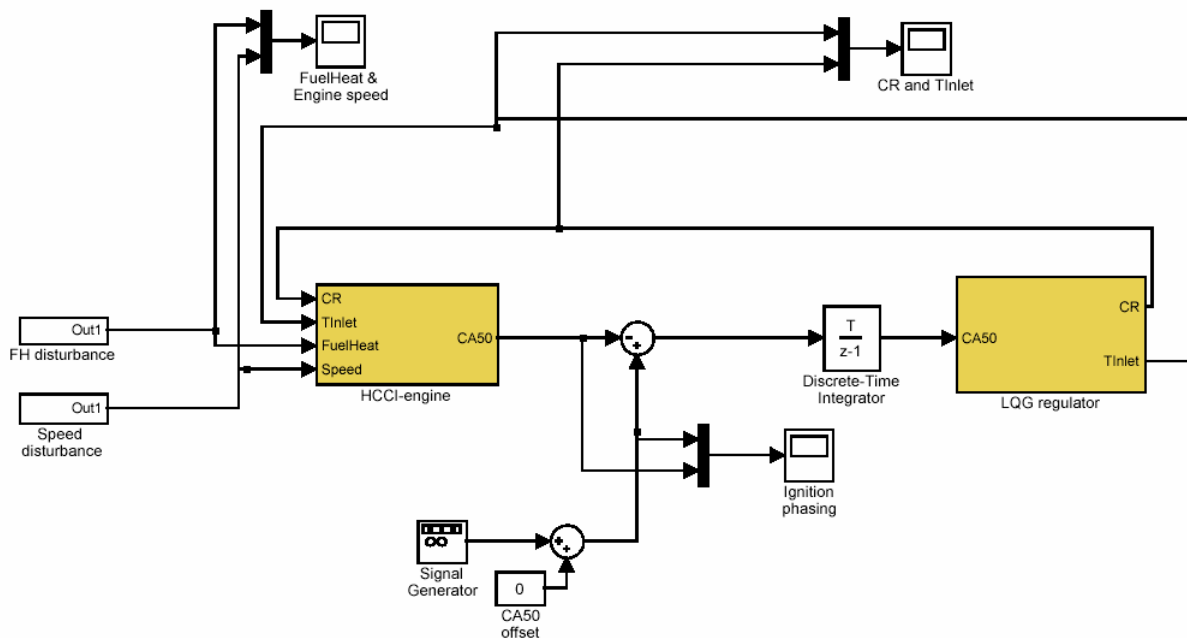 FuelHeat &
Engine speed
CR and TInlet
Out1
FH disturbance
Out1
Speed
disturbance
CR
TInlet
FuelHeat
Speed
CA50
HCCI-engine
T
z-1
Discrete-Time
Integrator
CA50
CR
TInlet
LQG regulator
Ignition
phasing
Signal
Generator
0
CA50
offset